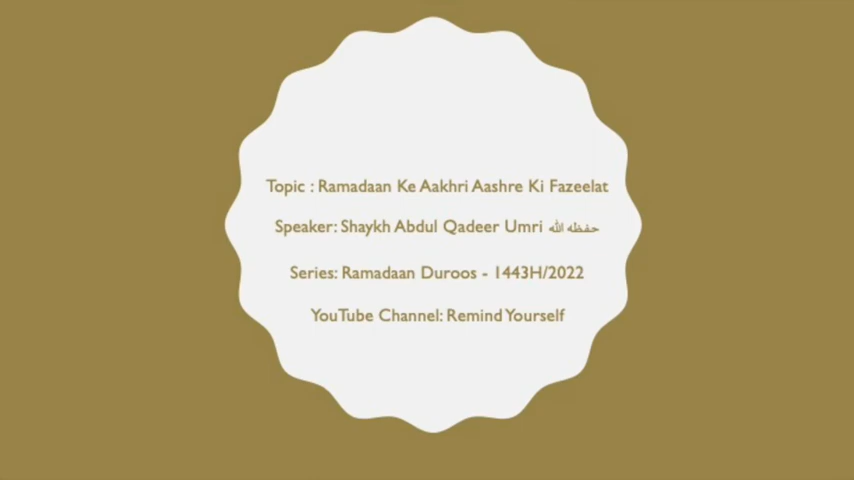 Topic : Ramadaan Ke Aakhri Aashre Ki Fazeelat
Speaker: Shaykh Abdul Qadeer Umri حفظه الله
Series: Ramadaan Duroos - 1443H/2022
YouTube Channel: Remind Yourself